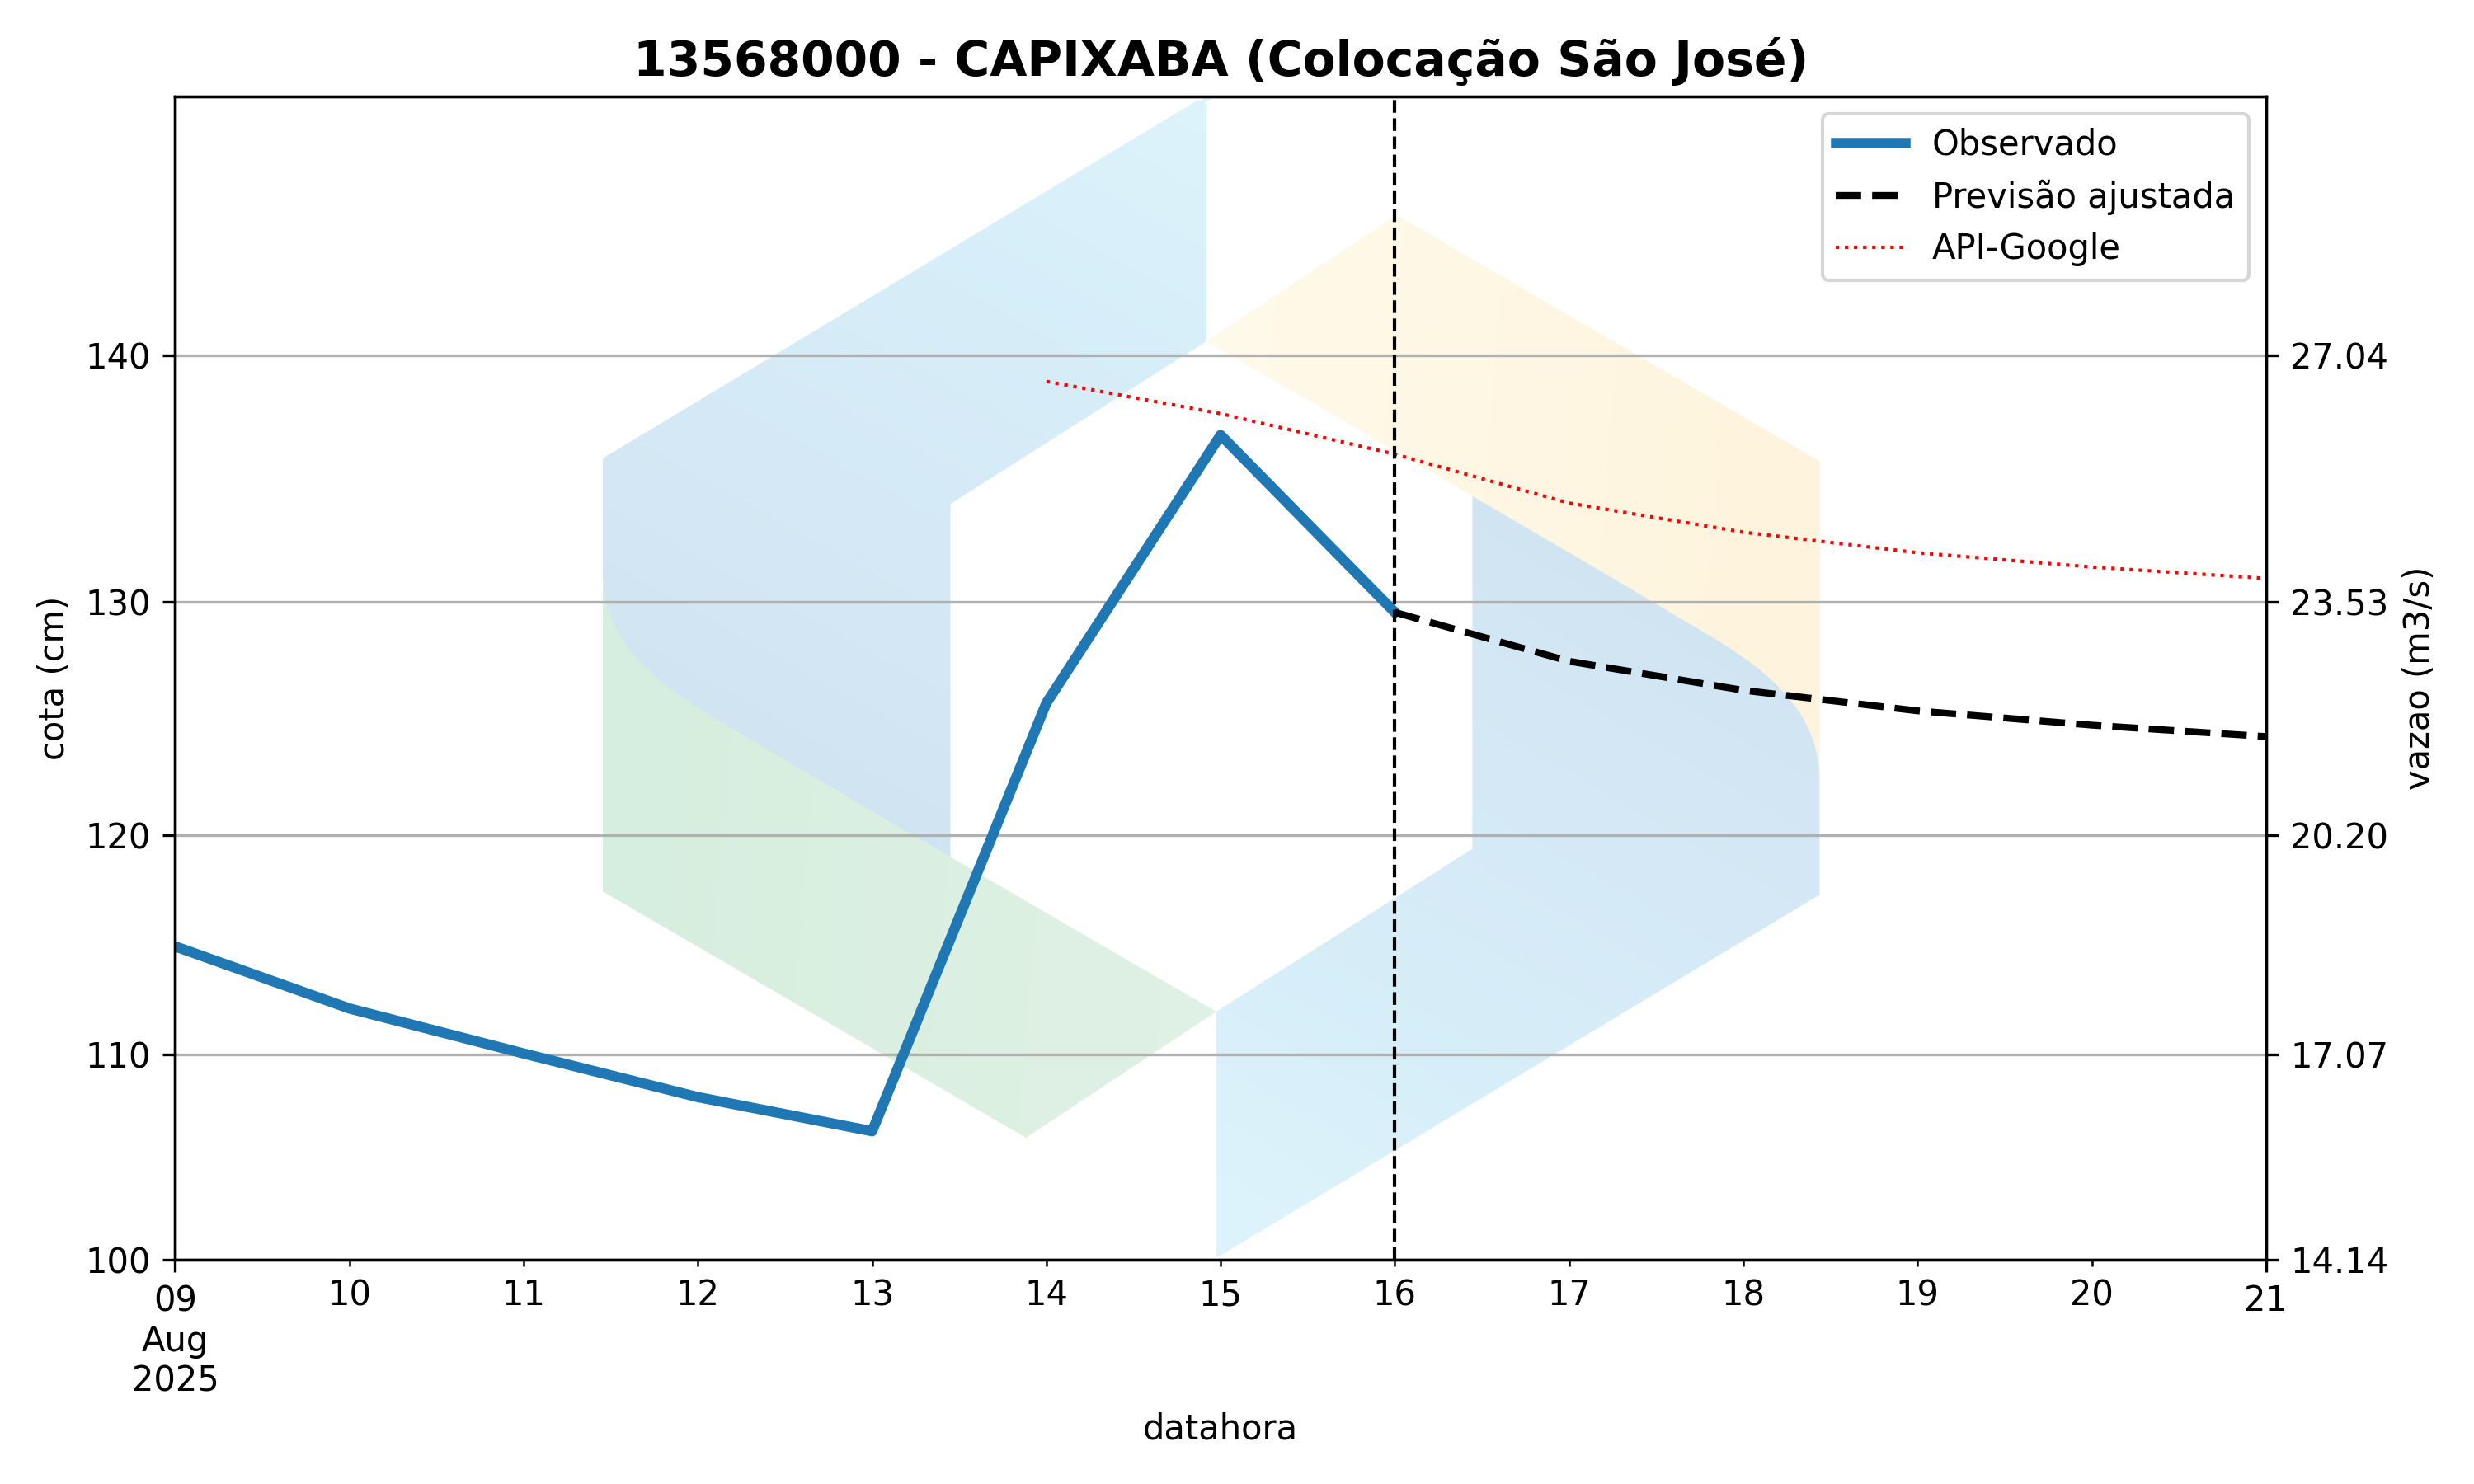 13568000 - CAPIXABA (Colocação São José)
Observado
Previsão ajustada
API-Google
140
130
120
110
100
cota (cm)
27.04
23.53
20.20
17.07
14.14
vazao (m3/s)
09 10 11 12 13 14 15 16 17 18 19 20 21
Aug
2025
datahora